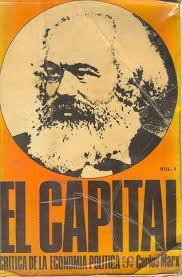 VOL. I
EL CAPITAL
CRITICA DE LA ECONOMIA POLITICA Carlos Marx